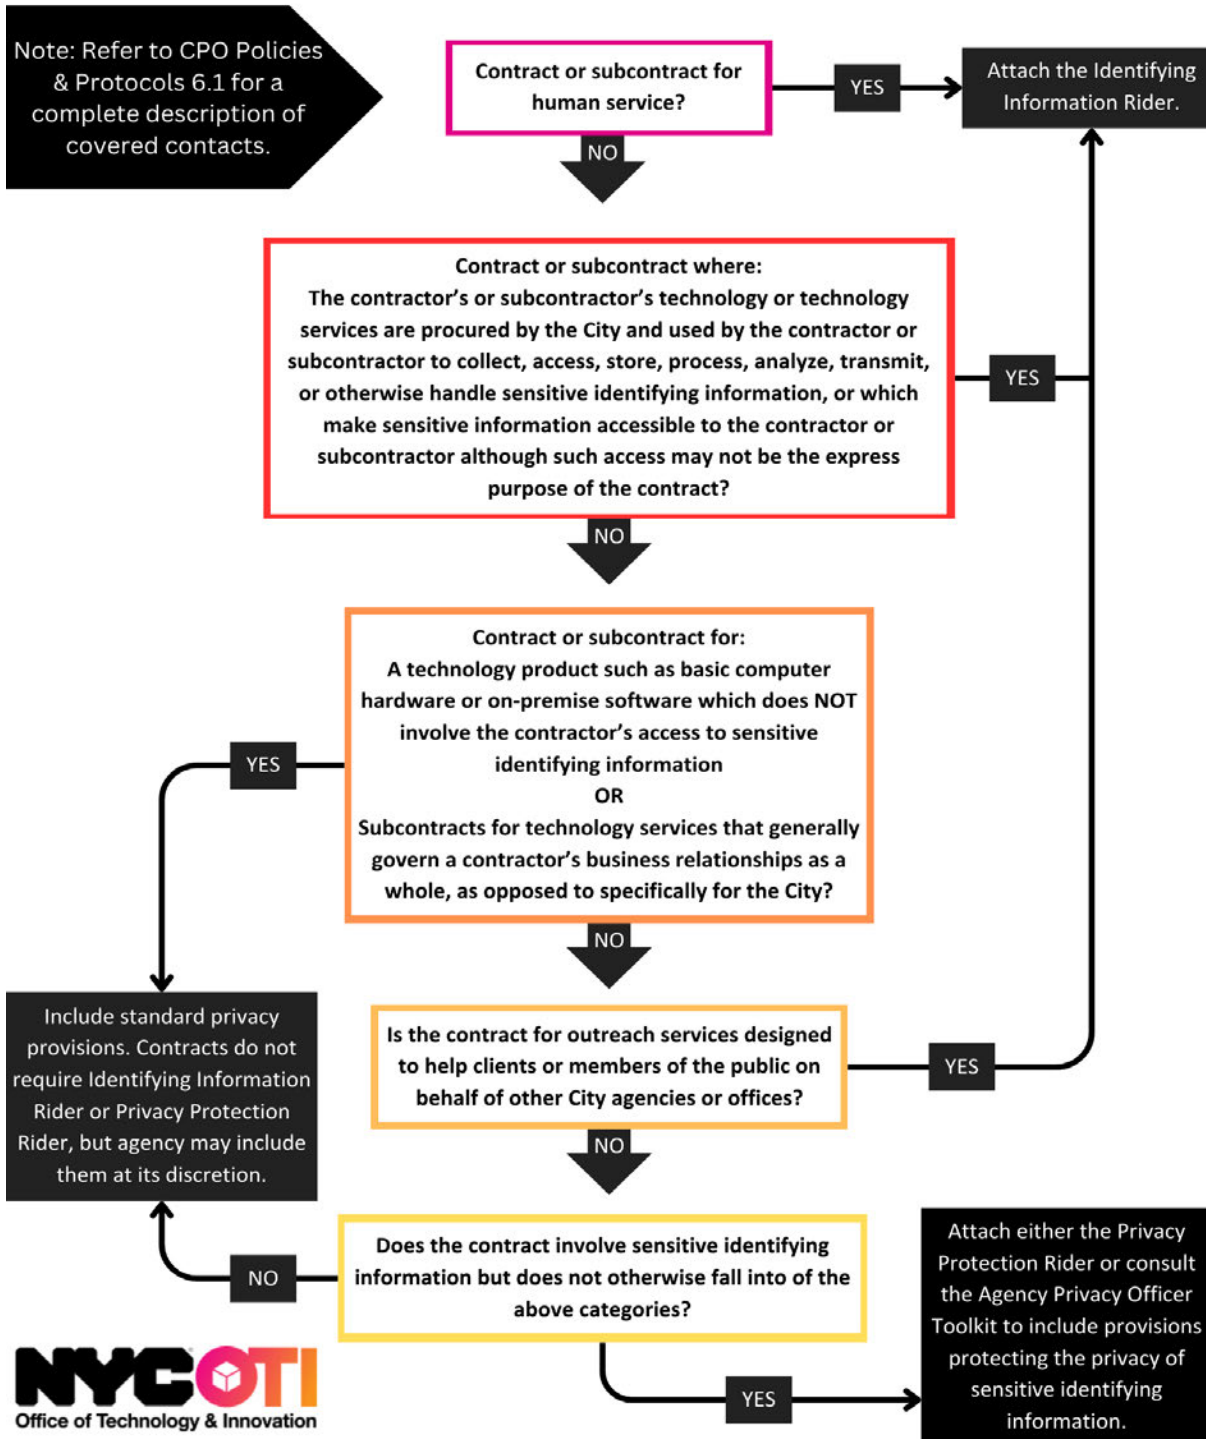 Note: Refer to CPO Policies
& Protocols 6.1 for a
complete description of
covered contacts.
Contract or subcontract for
human service?
YES
Attach the Identifying
Information Rider.
NO
Contract or subcontract where:
The contractor's or subcontractor's technology or technology
services are procured by the City and used by the contractor or
subcontractor to collect, access, store, process, analyze, transmit,
or otherwise handle sensitive identifying information, or which
make sensitive information accessible to the contractor or
subcontractor although such access may not be the express
purpose of the contract?
YES
NO
Contract or subcontract for:
A technology product such as basic computer
hardware or on-premise software which does NOT
involve the contractor's access to sensitive
identifying information
OR
Subcontracts for technology services that generally
govern a contractor's business relationships as a
whole, as opposed to specifically for the City?
YES
NO
Include standard privacy
provisions. Contracts do not
require Identifying Information
Rider or Privacy Protection
Rider, but agency may include
them at its discretion.
Is the contract for outreach services designed
to help clients or members of the public on
behalf of other City agencies or offices?
YES
NO
Does the contract involve sensitive identifying
information but does not otherwise fall into of the
above categories?
NO
YES
Attach either the Privacy
Protection Rider or consult
the Agency Privacy Officer
Toolkit to include provisions
protecting the privacy of
sensitive identifying
information.
NYC OTI
Office of Technology & Innovation